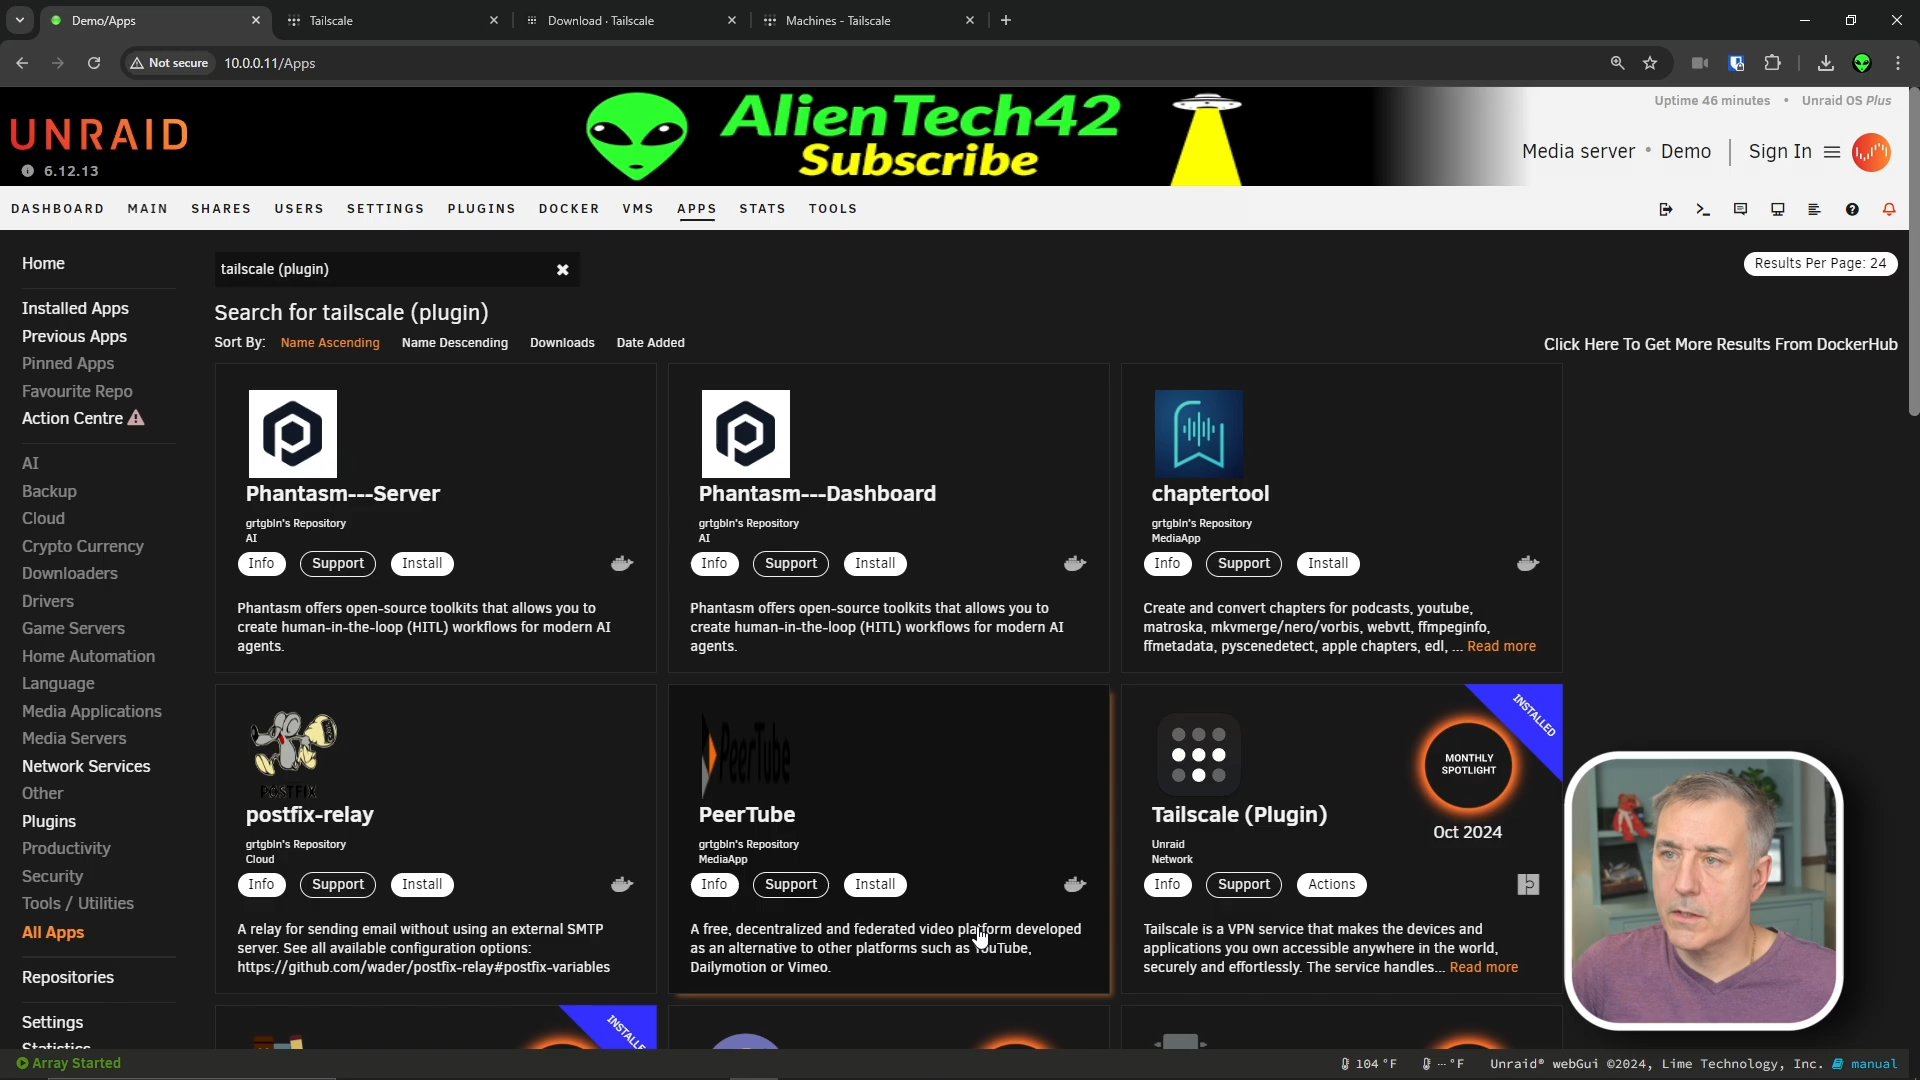 Demo/Apps
Tailscale
Download · Tailscale
Machines - Tailscale
Not secure
10.0.0.11/Apps
UNRAID
6.12.13
AlienTech42
Subscribe
Uptime 46 minutes • Unraid OS Plus
Media server • Demo
Sign In
DASHBOARD MAIN SHARES USERS SETTINGS PLUGINS DOCKER VMS APPS STATS TOOLS
Home
Installed Apps
Previous Apps
Pinned Apps
Favourite Repo
Action Centre
AI
Backup
Cloud
Crypto Currency
Downloaders
Drivers
Game Servers
Home Automation
Language
Media Applications
Media Servers
Network Services
Other
Plugins
Productivity
Security
Tools / Utilities
All Apps
Repositories
Settings
Statistics
tailscale (plugin)
Results Per Page: 24
Search for tailscale (plugin)
Sort By: Name Ascending Name Descending Downloads Date Added
Click Here To Get More Results From DockerHub
Phantasm---Server
grtgbln's Repository
AI
Info Support Install
Phantasm offers open-source toolkits that allows you to
create human-in-the-loop (HITL) workflows for modern AI
agents.
Phantasm---Dashboard
grtgbln's Repository
AI
Info Support Install
Phantasm offers open-source toolkits that allows you to
create human-in-the-loop (HITL) workflows for modern AI
agents.
chaptertool
grtgbln's Repository
MediaApp
Info Support Install
Create and convert chapters for podcasts, youtube,
matroska, mkvmerge/nero/vorbis, webvtt, ffmpeginfo,
ffmetadata, pyscenedetect, apple chapters, edl, ... Read more
POSTFIX
postfix-relay
grtgbln's Repository
Cloud
Info Support Install
A relay for sending email without using an external SMTP
server. See all available configuration options:
https://github.com/wader/postfix-relay#postfix-variables
PeerTube
PeerTube
grtgbln's Repository
MediaApp
Info Support Install
A free, decentralized and federated video platform developed
as an alternative to other platforms such as YouTube,
Dailymotion or Vimeo.
INSTALLED
MONTHLY
SPOTLIGHT
Oct 2024
Tailscale (Plugin)
Unraid
Network
Info Support Actions
Tailscale is a VPN service that makes the devices and
applications you own accessible anywhere in the world,
securely and effortlessly. The service handles... Read more
INSTALLE
Array Started
104 °F
-- °F
Unraid® webGui ©2024, Lime Technology, Inc.
manual